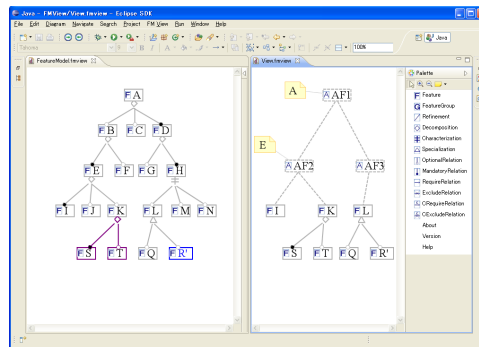 Java - FMView/View.fmview - Eclipse SDK
File Edit Diagram Navigate Search Project FM View Run Window Help
Tahoma 9 B I A 100% Java
FeatureModel.fmview
View.fmview
F A
F B F C F D
F E F F F G F H
F I F J F K F L F M F N
F S F T F Q F R'
A
A AF1
E
A AF2 A AF3
F I F K F L
F S F T F Q F R'
Palette
Feature
FeatureGroup
Refinement
Decomposition
Characterization
Specialization
OptionalRelation
MandatoryRelation
RequireRelation
ExcludeRelation
CRequireRelation
CExcludeRelation
About
Version
Help